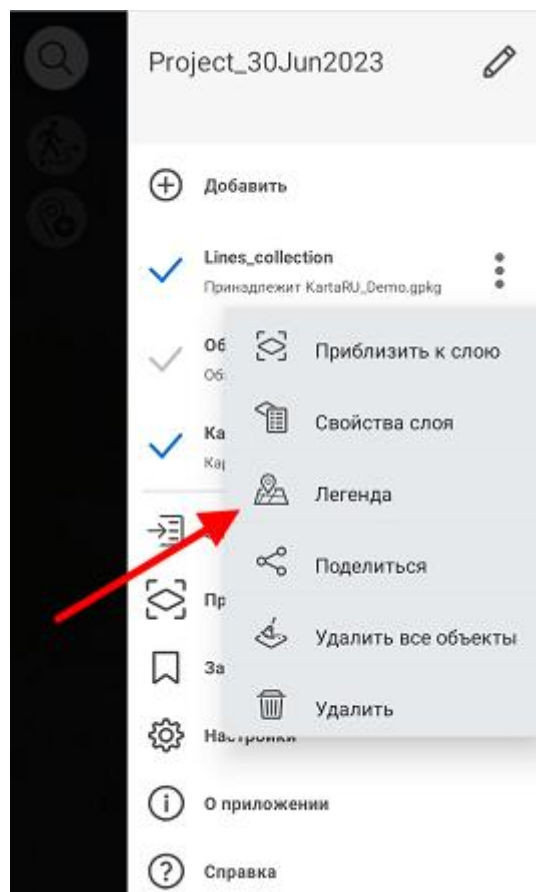 Project_30Jun2023
Добавить
Lines_collection
Принадлежит KartaRU_Demo.gpkg
Приблизить к слою
Свойства слоя
Легенда
Поделиться
Удалить все объекты
Удалить
Настройки
О приложении
Справка